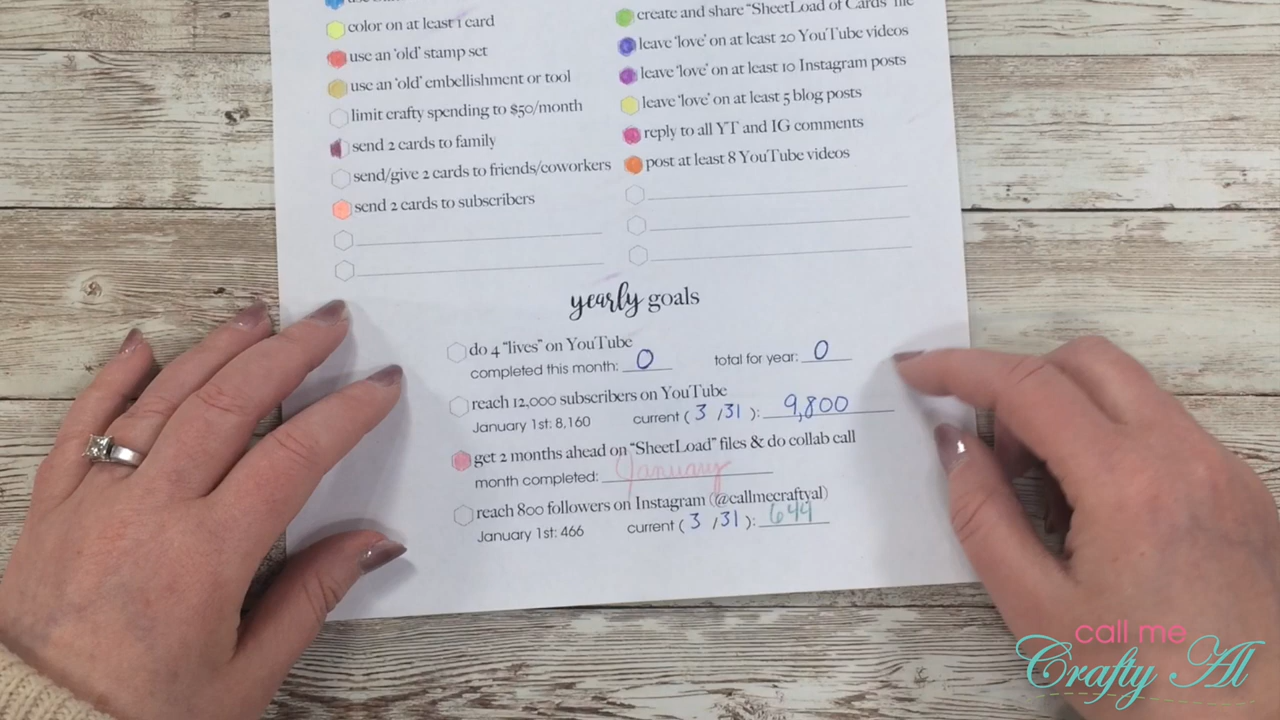 color on at least 1 card
use an 'old' stamp set
use an 'old' embellishment or tool
limit crafty spending to $50/month
send 2 cards to family
send/give 2 cards to friends/coworkers
send 2 cards to subscribers
create and share "SheetLoad of Cards" file
leave 'love' on at least 20 YouTube videos
leave 'love' on at least 10 Instagram posts
leave 'love' on at least 5 blog posts
reply to all YT and IG comments
post at least 8 YouTube videos
yearly goals
do 4 "lives" on YouTube
completed this month: 0 total for year: 0
reach 12,000 subscribers on YouTube
January 1st: 8,160 current ( 3 / 31 ): 9,800
get 2 months ahead on "SheetLoad" files & do collab call
month completed: January
reach 800 followers on Instagram (@callmecraftyal)
January 1st: 466 current ( 3 / 31 ): 644
call me
Crafty Al